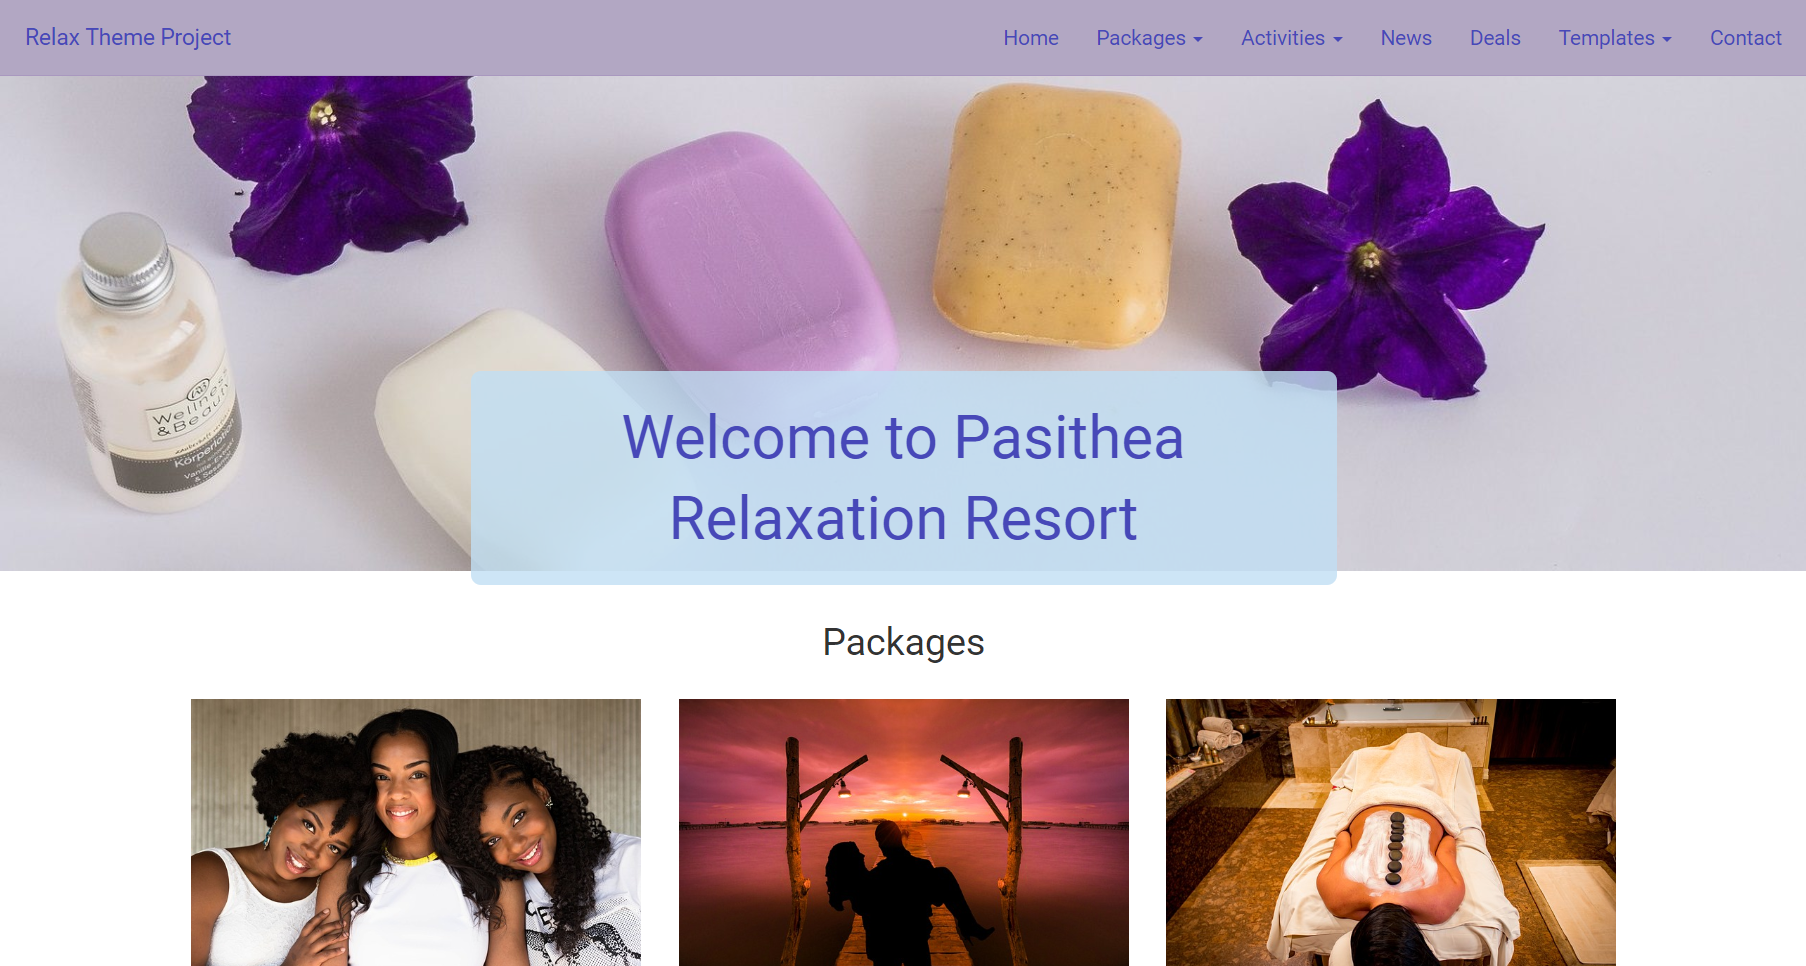 Relax Theme Project
Home Packages Activities News Deals Templates Contact
Wellness
& Beauty
Körperlotion
Welcome to Pasithea
Relaxation Resort
Packages